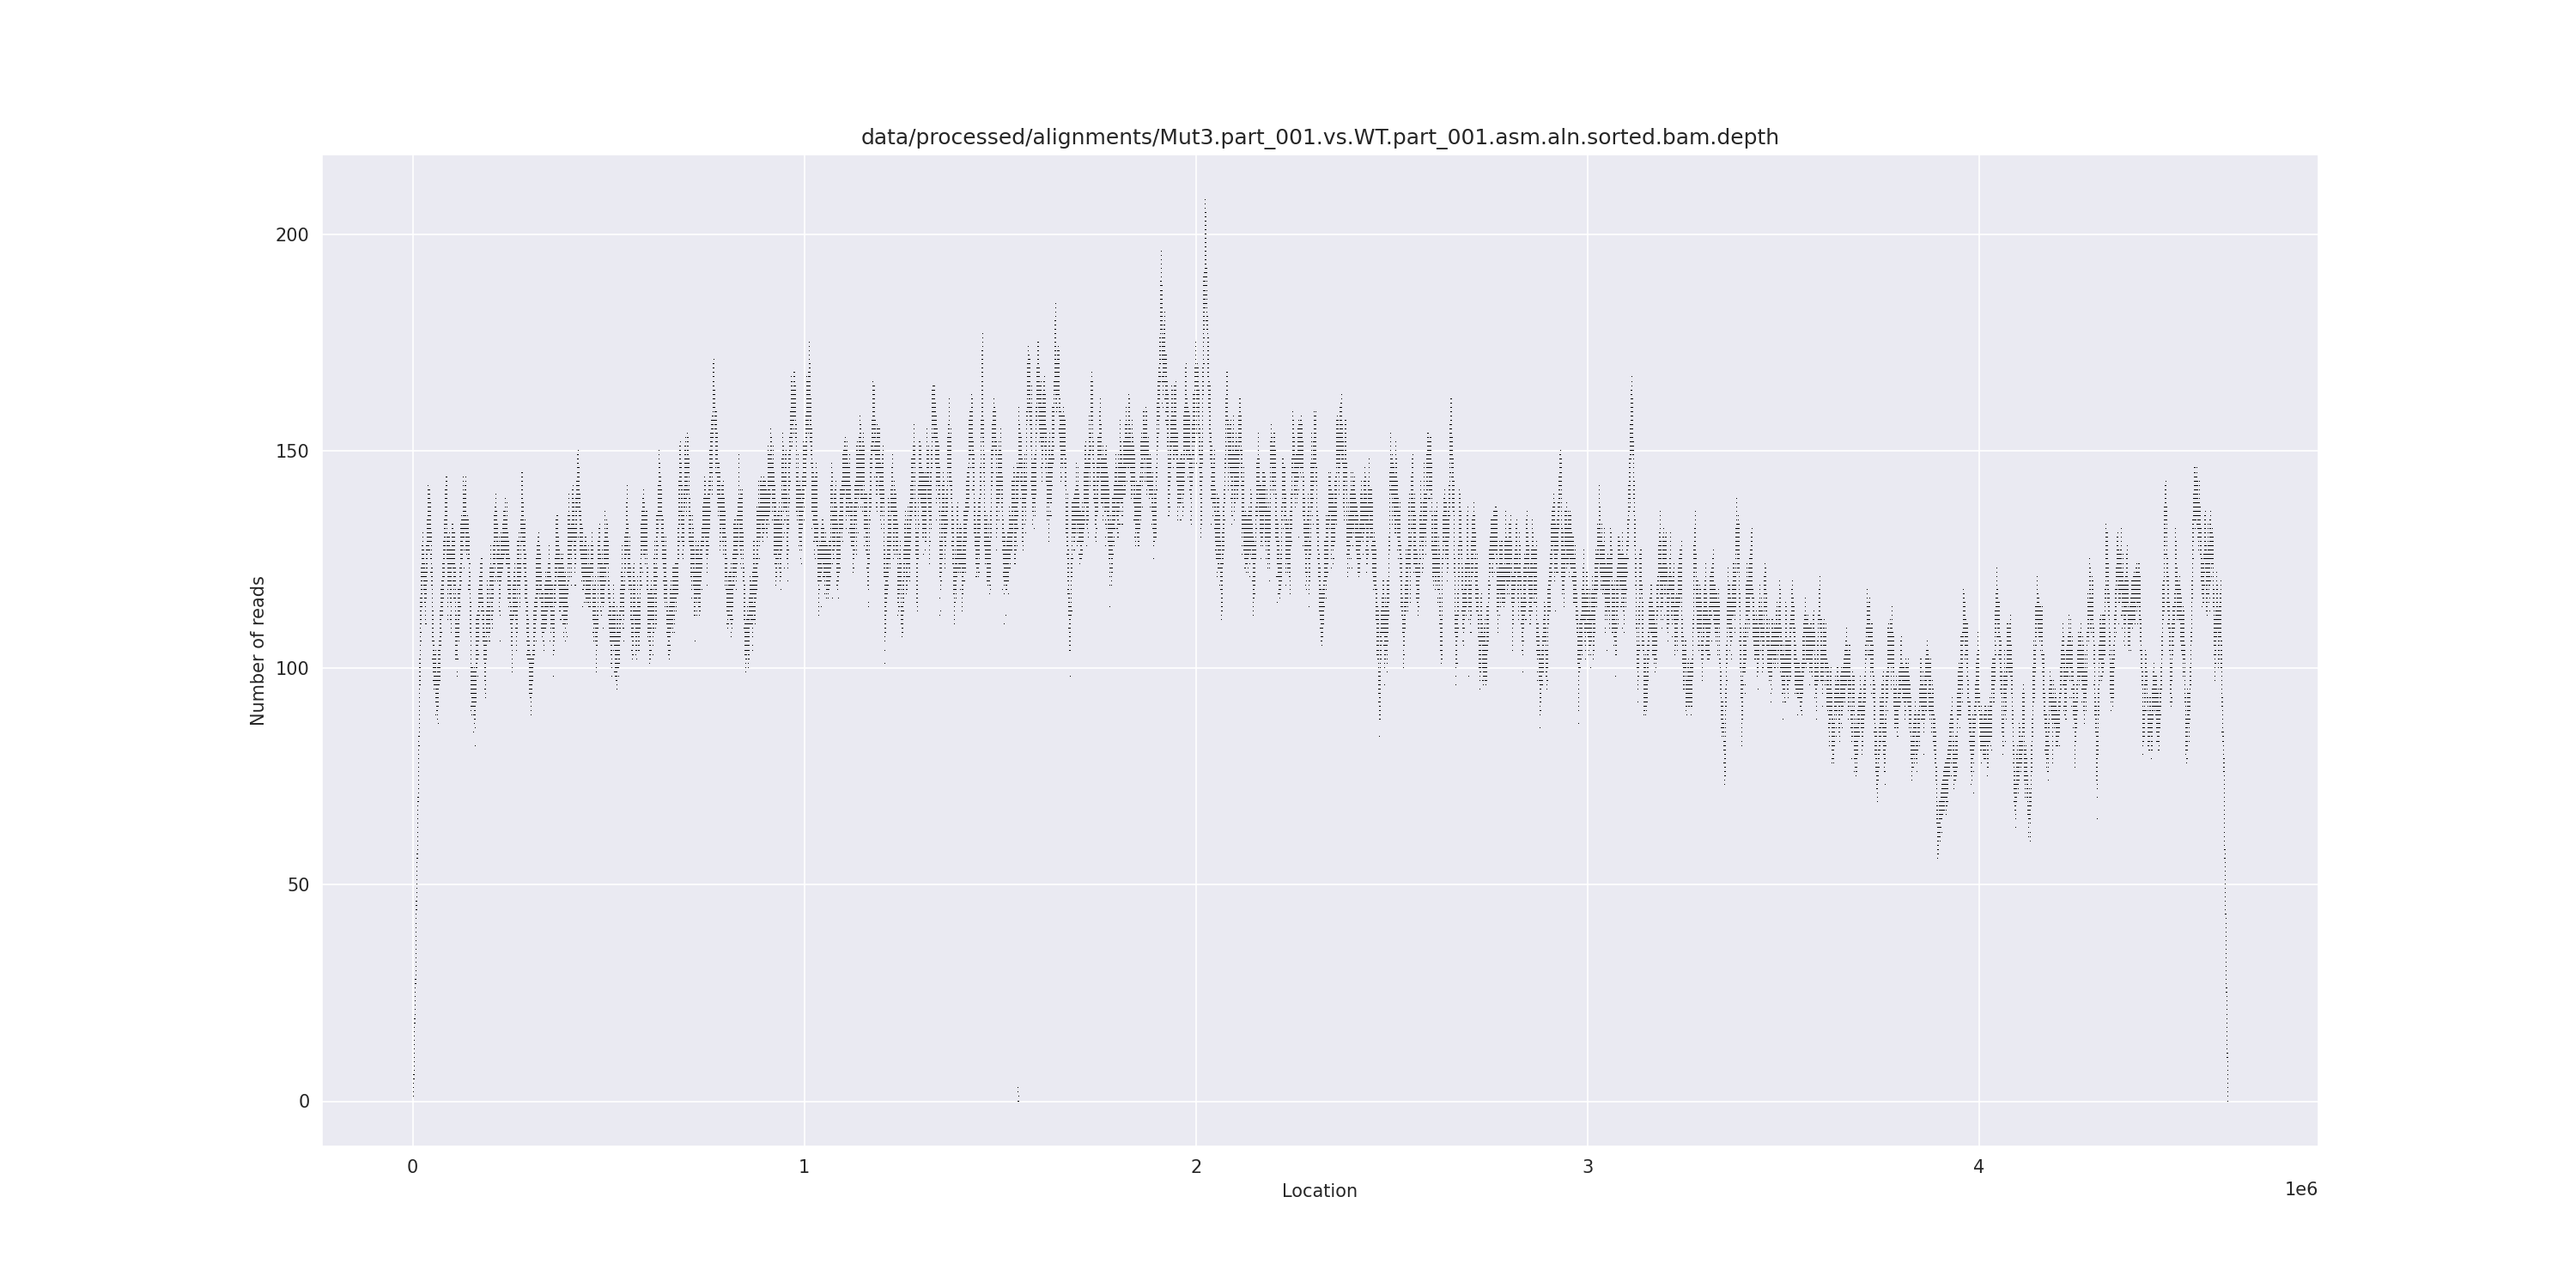 data/processed/alignments/Mut3.part_001.vs.WT.part_001.asm.aln.sorted.bam.depth
Number of reads
200
150
100
50
0
0 1 2 3 4
Location
1e6